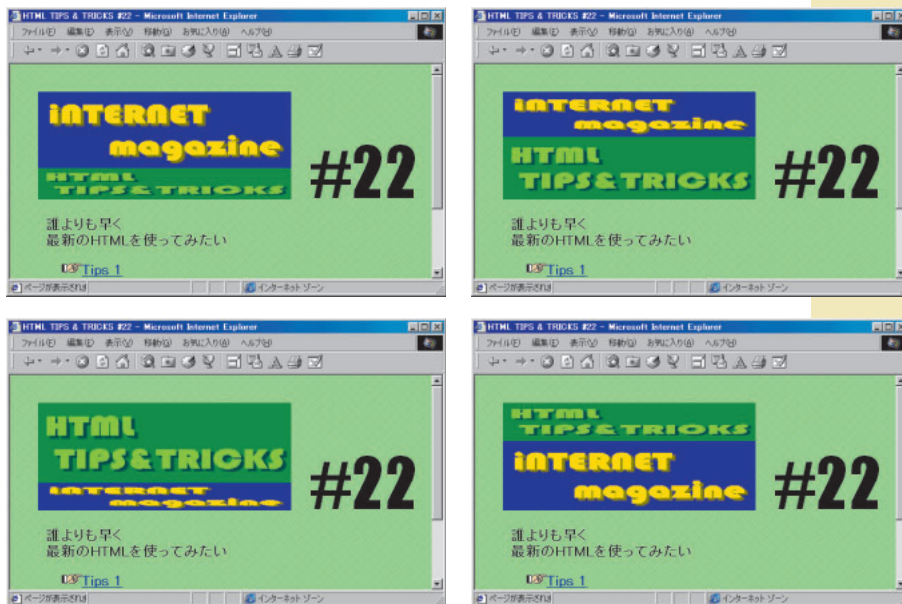 HTML TIPS & TRICKS #22 - Microsoft Internet Explorer
ファイル(F) 編集(E) 表示(V) 移動(G) お気に入り(A) ヘルプ(H)
iNTERNET
magazine
HTML
TIPS&TRICKS
#22
誰よりも早く
最新のHTMLを使ってみたい
Tips 1
ページが表示されま
インターネット ゾーン
HTML TIPS & TRICKS #22 - Microsoft Internet Explorer
ファイル(F) 編集(E) 表示(V) 移動(G) お気に入り(A) ヘルプ(H)
iNTERNET
magazine
HTML
TIPS&TRICKS
#22
誰よりも早く
最新のHTMLを使ってみたい
Tips 1
ページが表示されま
インターネット ゾーン
HTML TIPS & TRICKS #22 - Microsoft Internet Explorer
ファイル(F) 編集(E) 表示(V) 移動(G) お気に入り(A) ヘルプ(H)
HTML
TIPS&TRICKS
iNTERNET
magazine
#22
誰よりも早く
最新のHTMLを使ってみたい
Tips 1
ページが表示されま
インターネット ゾーン
HTML TIPS & TRICKS #22 - Microsoft Internet Explorer
ファイル(F) 編集(E) 表示(V) 移動(G) お気に入り(A) ヘルプ(H)
HTML
TIPS&TRICKS
iNTERNET
magazine
#22
誰よりも早く
最新のHTMLを使ってみたい
Tips 1
ページが表示されま
インターネット ゾーン